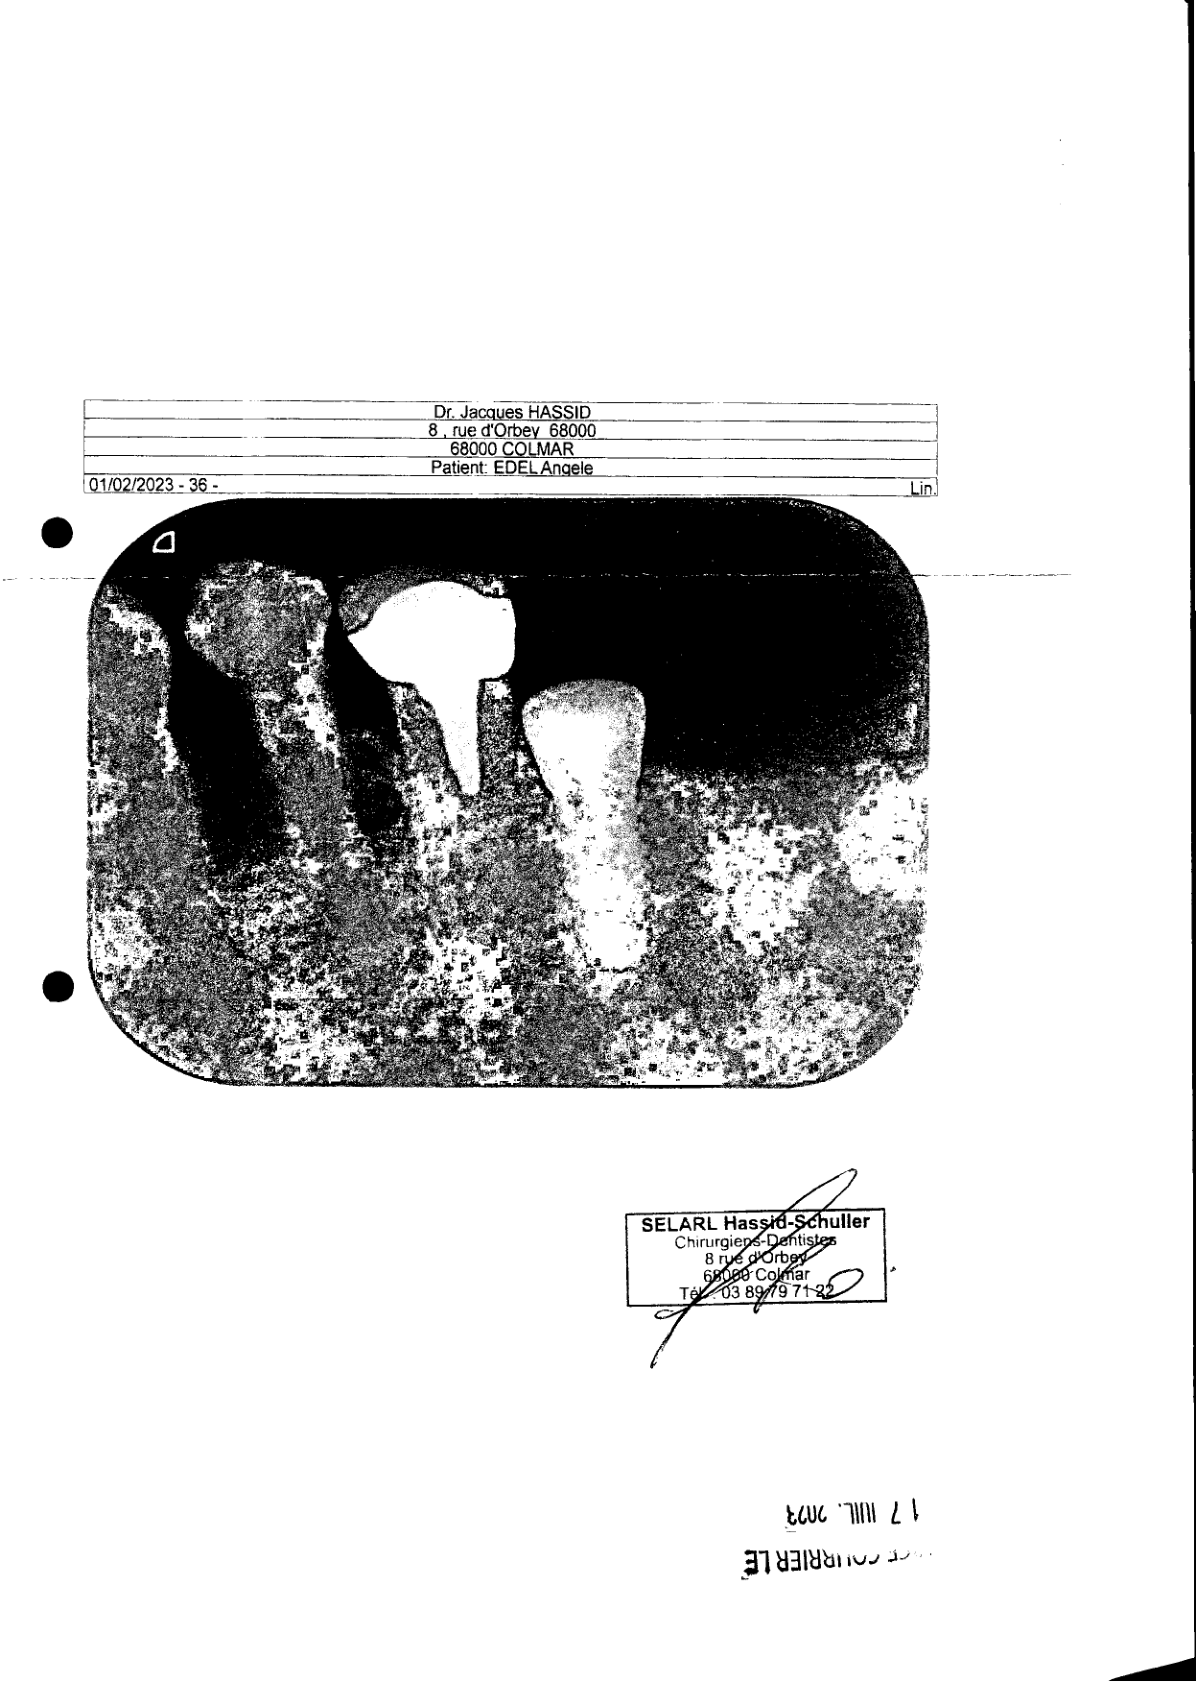 Dr. Jacques HASSID
8 , rue d'Orbey 68000
68000 COLMAR
Patient: EDEL Angele
01/02/2023 - 36 -
Lin.
SELARL Hassid-Schuller
Chirurgiens-Dentistes
8 rue d'Orbey
68000 Colmar
Tél : 03 89 79 71 22
COURRIER LE
17 JUIL. 2023